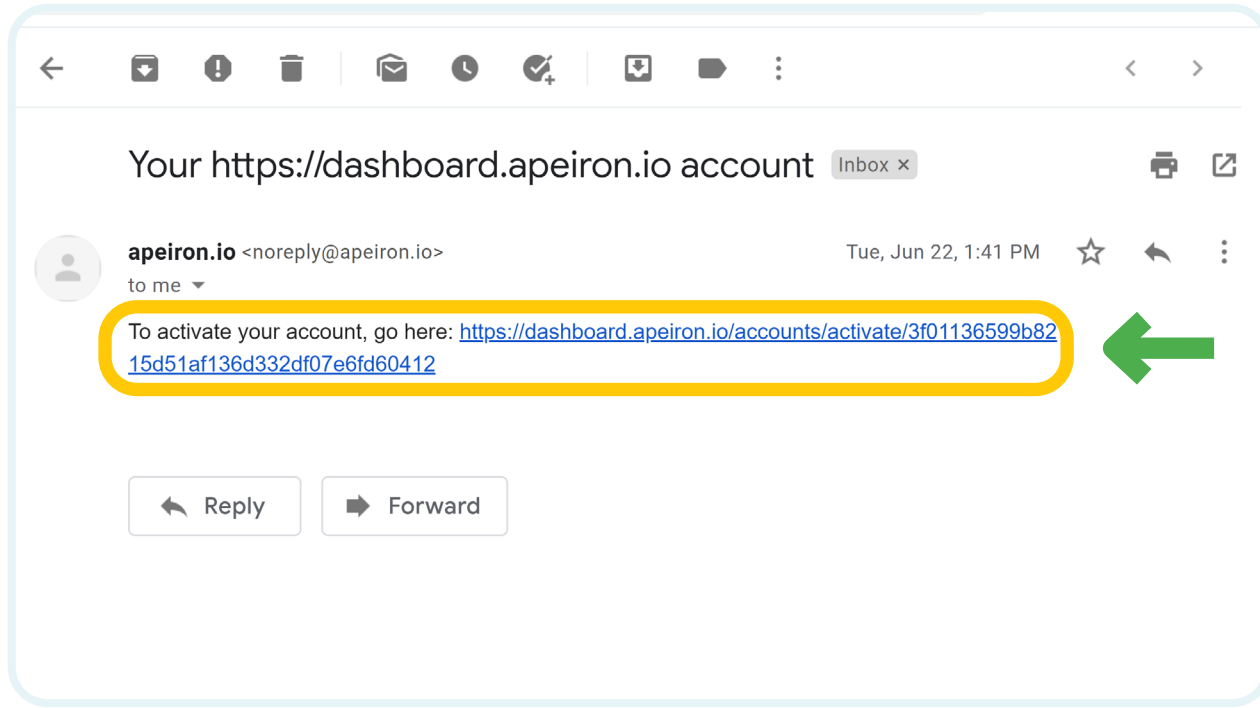 Your https://dashboard.apeiron.io account Inbox ×
apeiron.io <noreply@apeiron.io> Tue, Jun 22, 1:41 PM
to me
To activate your account, go here: https://dashboard.apeiron.io/accounts/activate/3f01136599b82
15d51af136d332df07e6fd60412
Reply Forward